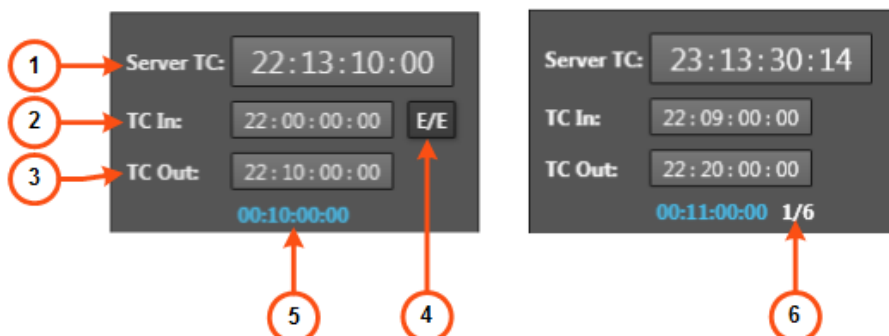 1 Server TC: 22:13:10:00
2 TC In: 22:00:00:00 E/E
3 TC Out: 22:10:00:00
00:10:00:00
5 4
Server TC: 23:13:30:14
TC In: 22:09:00:00
TC Out: 22:20:00:00
00:11:00:00 1/6
6